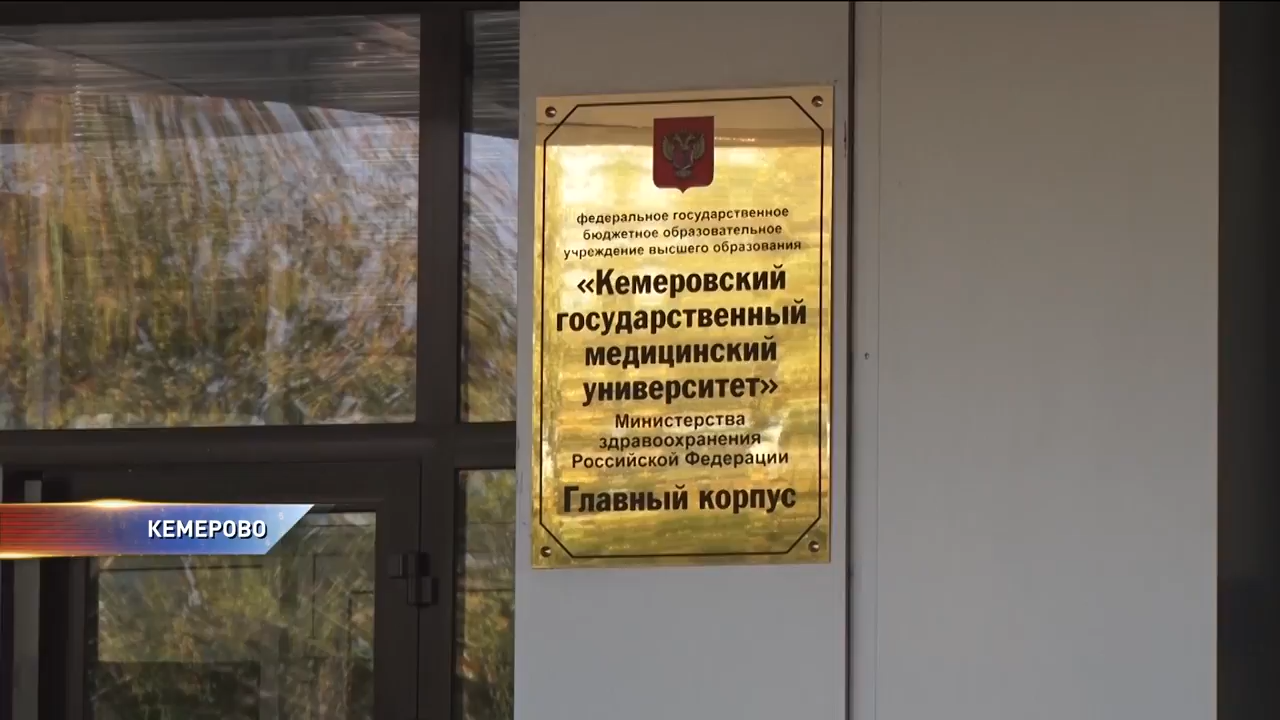 федеральное государственное
бюджетное образовательное
учреждение высшего образования
«Кемеровский
государственный
медицинский
университет»
Министерства
здравоохранения
Российской Федерации
Главный корпус
КЕМЕРОВО